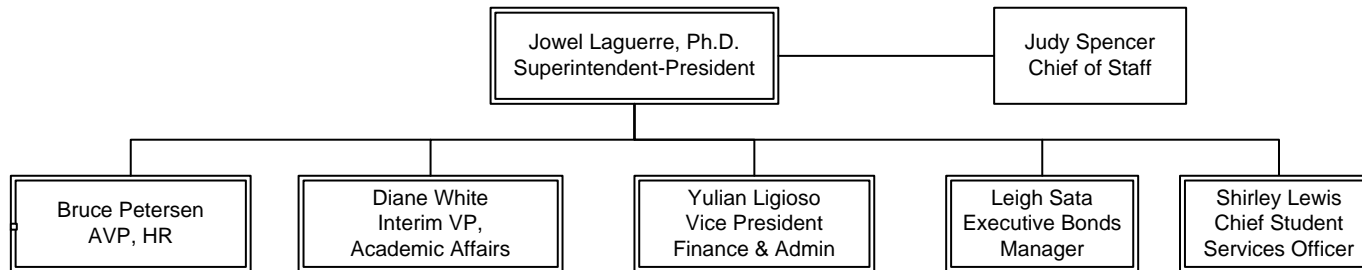 Jowel Laguerre, Ph.D.
Superintendent-President
Judy Spencer
Chief of Staff
Bruce Petersen
AVP, HR
Diane White
Interim VP,
Academic Affairs
Yulian Ligioso
Vice President
Finance & Admin
Leigh Sata
Executive Bonds
Manager
Shirley Lewis
Chief Student
Services Officer